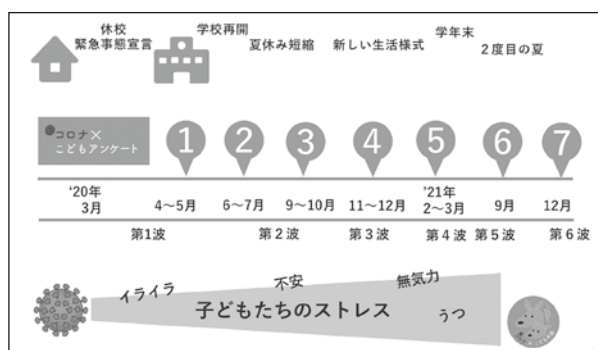 休校
緊急事態宣言
学校再開
夏休み短縮
新しい生活様式
学年末
２度目の夏
コロナ×
こどもアンケート
1 2 3 4 5 6 7
'20年
3月
4〜5月
6〜7月
9〜10月
11〜12月
'21年
2〜3月
9月
12月
第1波
第２波
第３波
第４波
第５波
第６波
イライラ
不安
無気力
うつ
子どもたちのストレス